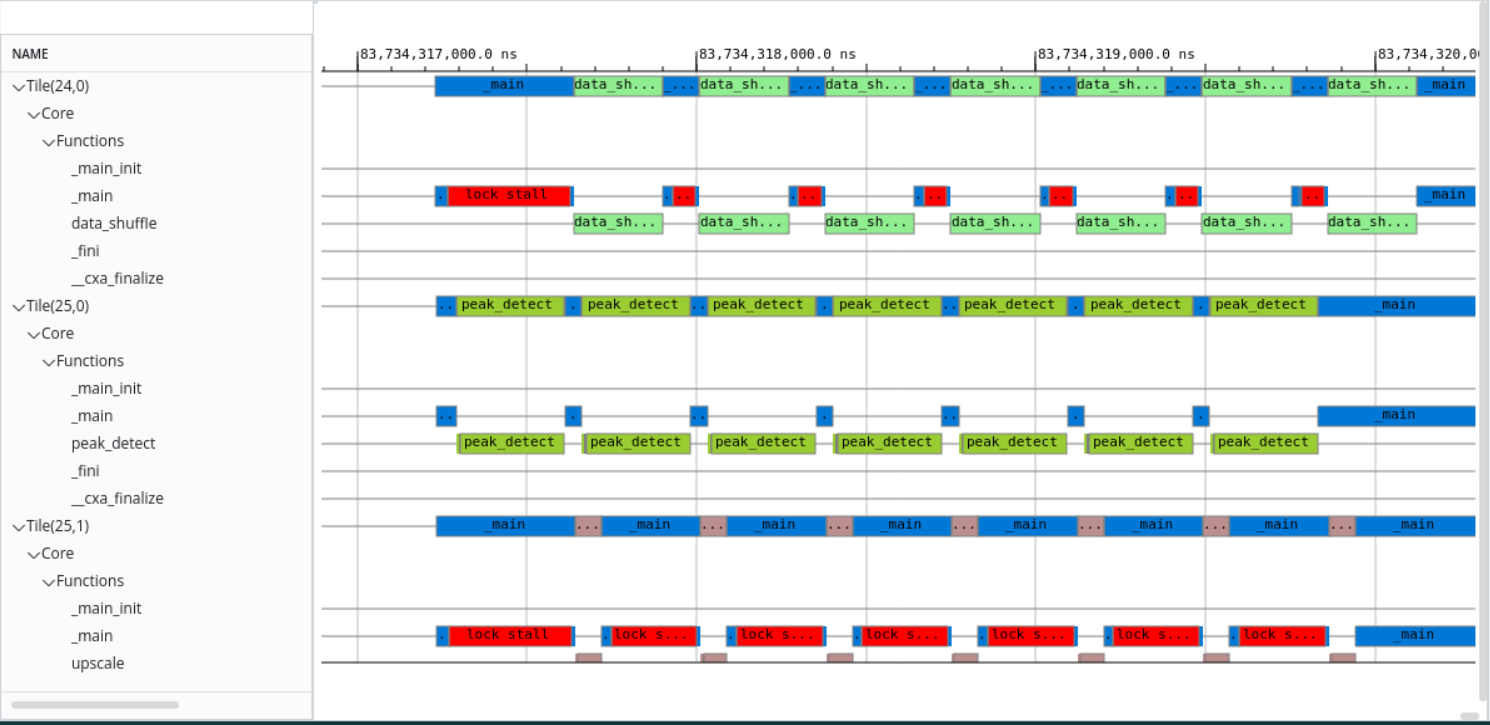 NAME 83,734,317,000.0 ns 83,734,318,000.0 ns 83,734,319,000.0 ns 83,734,320,0
Tile(24,0) _main data_sh... _... data_sh... _... data_sh... _... data_sh... _... data_sh... _... data_sh... _... data_sh... _main
Core
Functions
_main_init
_main . lock stall . .. . .. . .. . .. . .. .. _main
data_shuffle data_sh... data_sh... data_sh... data_sh... data_sh... data_sh... data_sh...
_fini
__cxa_finalize
Tile(25,0) .. peak_detect . peak_detect .. peak_detect . peak_detect .. peak_detect . peak_detect . peak_detect _main
Core
Functions
_main_init
_main .. . .. . .. . . _main
peak_detect peak_detect peak_detect peak_detect peak_detect peak_detect peak_detect peak_detect
_fini
__cxa_finalize
Tile(25,1) _main ... _main ... _main ... _main ... _main ... _main ... _main ... _main
Core
Functions
_main_init
_main . lock stall . lock s... . lock s... . lock s... . lock s... . lock s... . lock s... _main
upscale